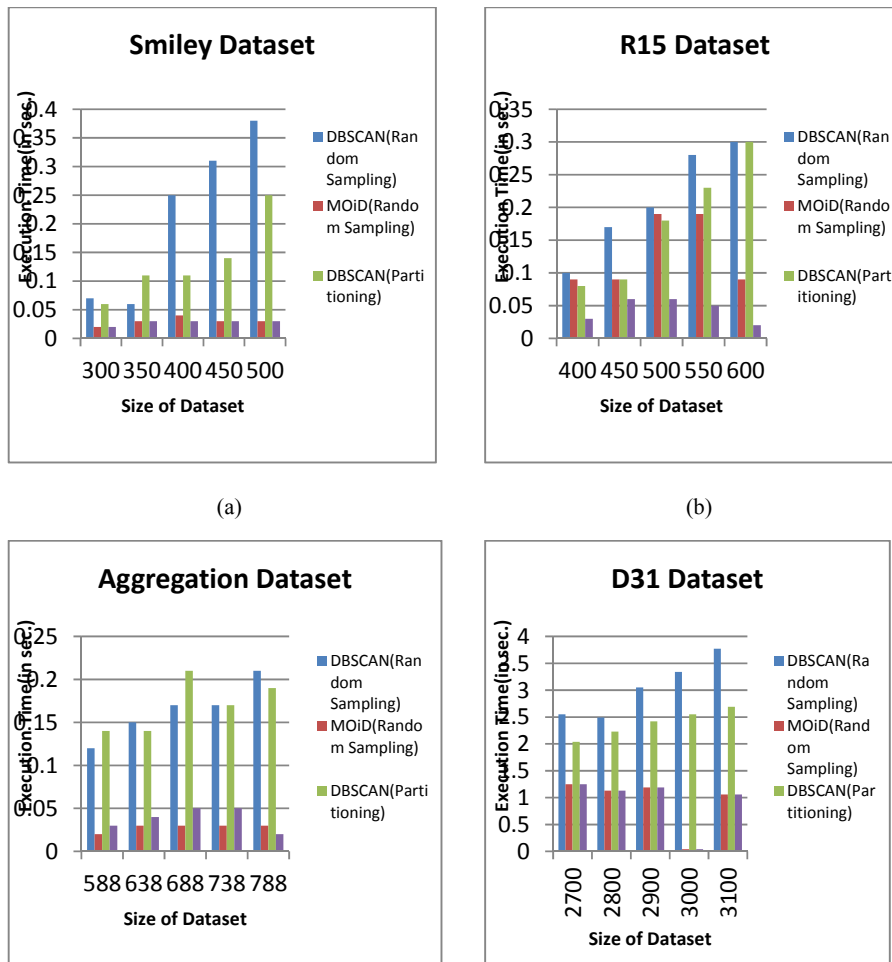 Smiley Dataset
Execution Time(in sec.)
0.4
0.35
0.3
0.25
0.2
0.15
0.1
0.05
0
300 350 400 450 500
Size of Dataset
DBSCAN(Ran
dom
Sampling)
MOiD(Rando
m Sampling)
DBSCAN(Parti
tioning)
R15 Dataset
Execution Time(in sec.)
0.35
0.3
0.25
0.2
0.15
0.1
0.05
0
400 450 500 550 600
Size of Dataset
DBSCAN(Ran
dom
Sampling)
MOiD(Rando
m Sampling)
DBSCAN(Part
itioning)
(a)
(b)
Aggregation Dataset
Execution Time(in sec.)
0.25
0.2
0.15
0.1
0.05
0
588 638 688 738 788
Size of Dataset
DBSCAN(Ran
dom
Sampling)
MOiD(Rando
m Sampling)
DBSCAN(Parti
tioning)
D31 Dataset
Execution Time(in sec.)
4
3.5
3
2.5
2
1.5
1
0.5
0
2700
2800
2900
3000
3100
Size of Dataset
DBSCAN(Ra
ndom
Sampling)
MOiD(Rand
om
Sampling)
DBSCAN(Par
titioning)